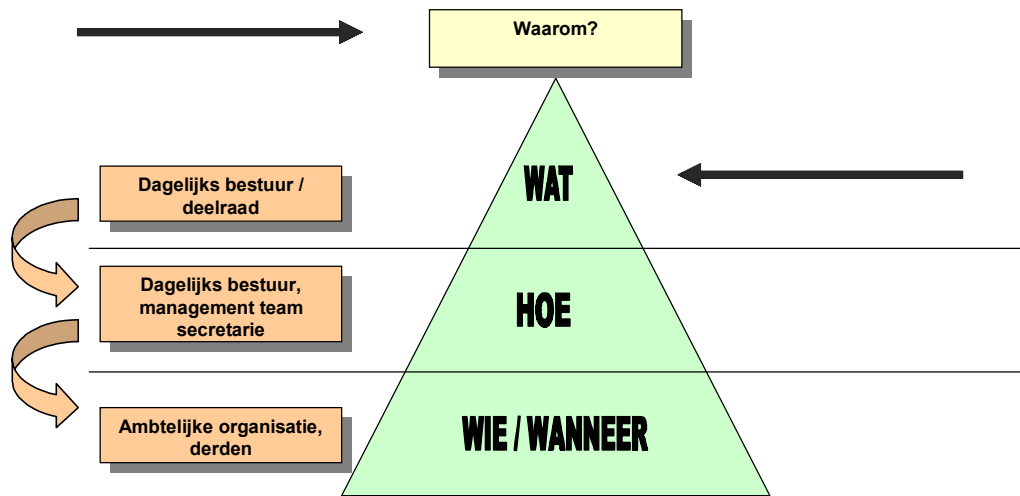 Waarom?
Dagelijks bestuur /
deelraad
WAT
Dagelijks bestuur,
management team
secretarie
HOE
Ambtelijke organisatie,
derden
WIE / WANNEER